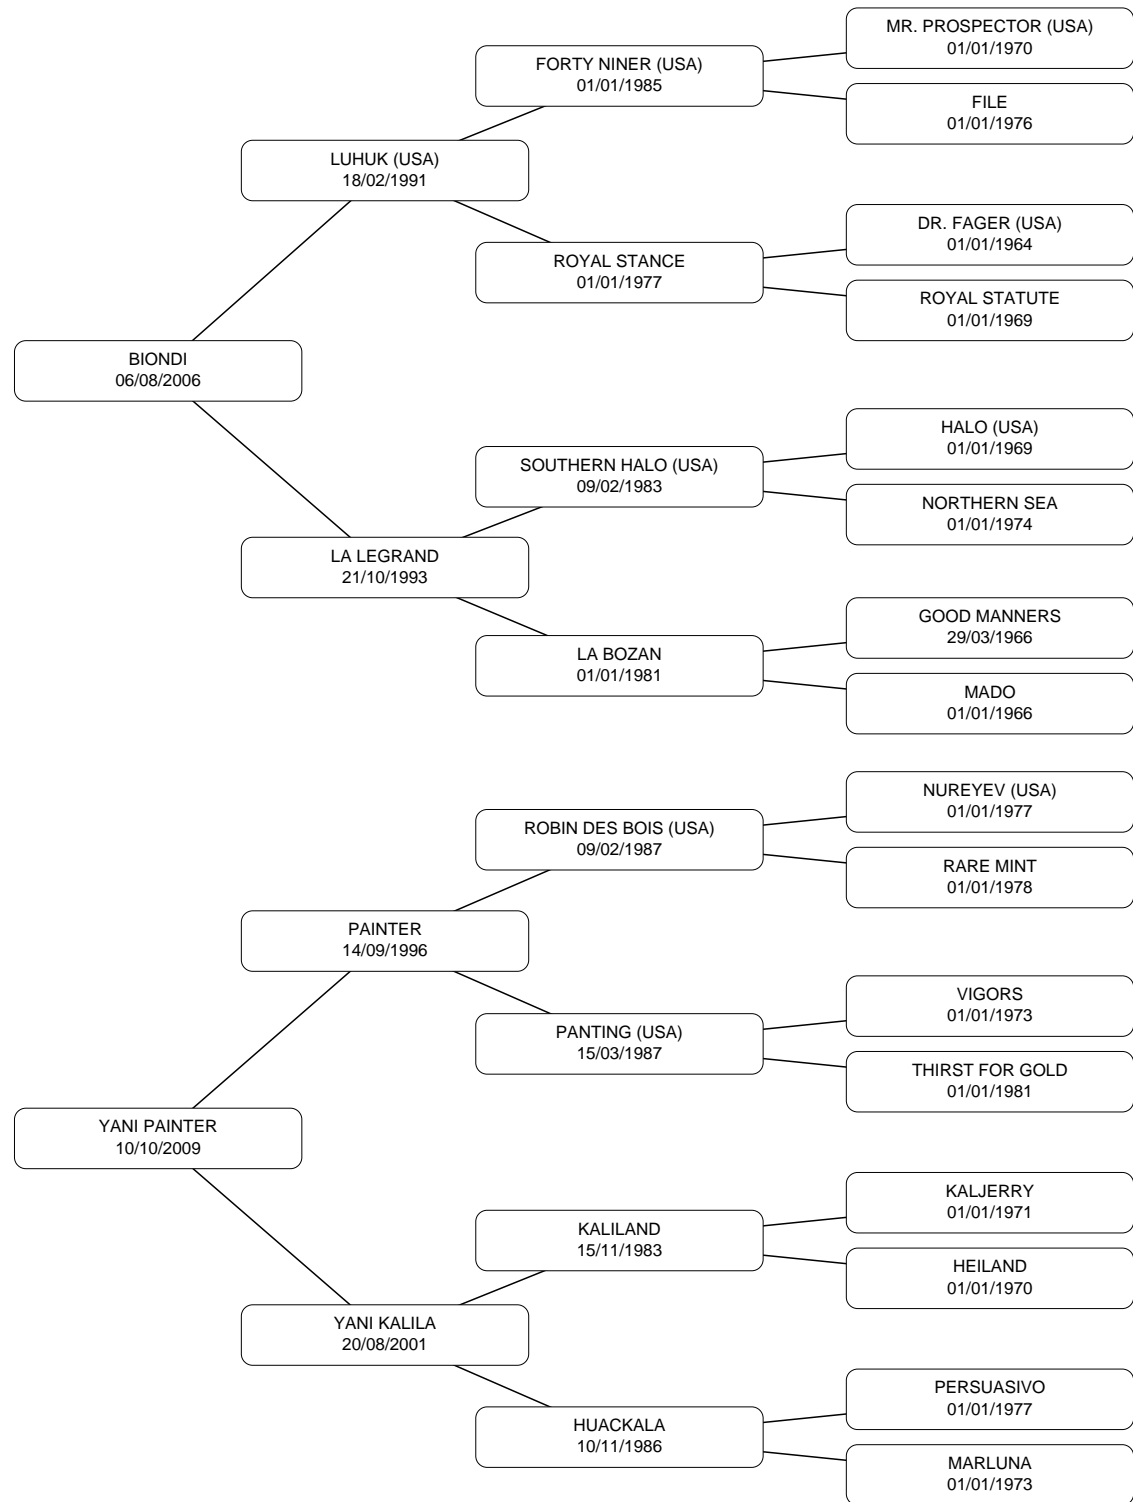 MR. PROSPECTOR (USA)
01/01/1970
FORTY NINER (USA)
01/01/1985
FILE
01/01/1976
LUHUK (USA)
18/02/1991
DR. FAGER (USA)
01/01/1964
ROYAL STANCE
01/01/1977
ROYAL STATUTE
01/01/1969
BIONDI
06/08/2006
HALO (USA)
01/01/1969
SOUTHERN HALO (USA)
09/02/1983
NORTHERN SEA
01/01/1974
LA LEGRAND
21/10/1993
GOOD MANNERS
29/03/1966
LA BOZAN
01/01/1981
MADO
01/01/1966
NUREYEV (USA)
01/01/1977
ROBIN DES BOIS (USA)
09/02/1987
RARE MINT
01/01/1978
PAINTER
14/09/1996
VIGORS
01/01/1973
PANTING (USA)
15/03/1987
THIRST FOR GOLD
01/01/1981
YANI PAINTER
10/10/2009
KALJERRY
01/01/1971
KALILAND
15/11/1983
HEILAND
01/01/1970
YANI KALILA
20/08/2001
PERSUASIVO
01/01/1977
HUACKALA
10/11/1986
MARLUNA
01/01/1973